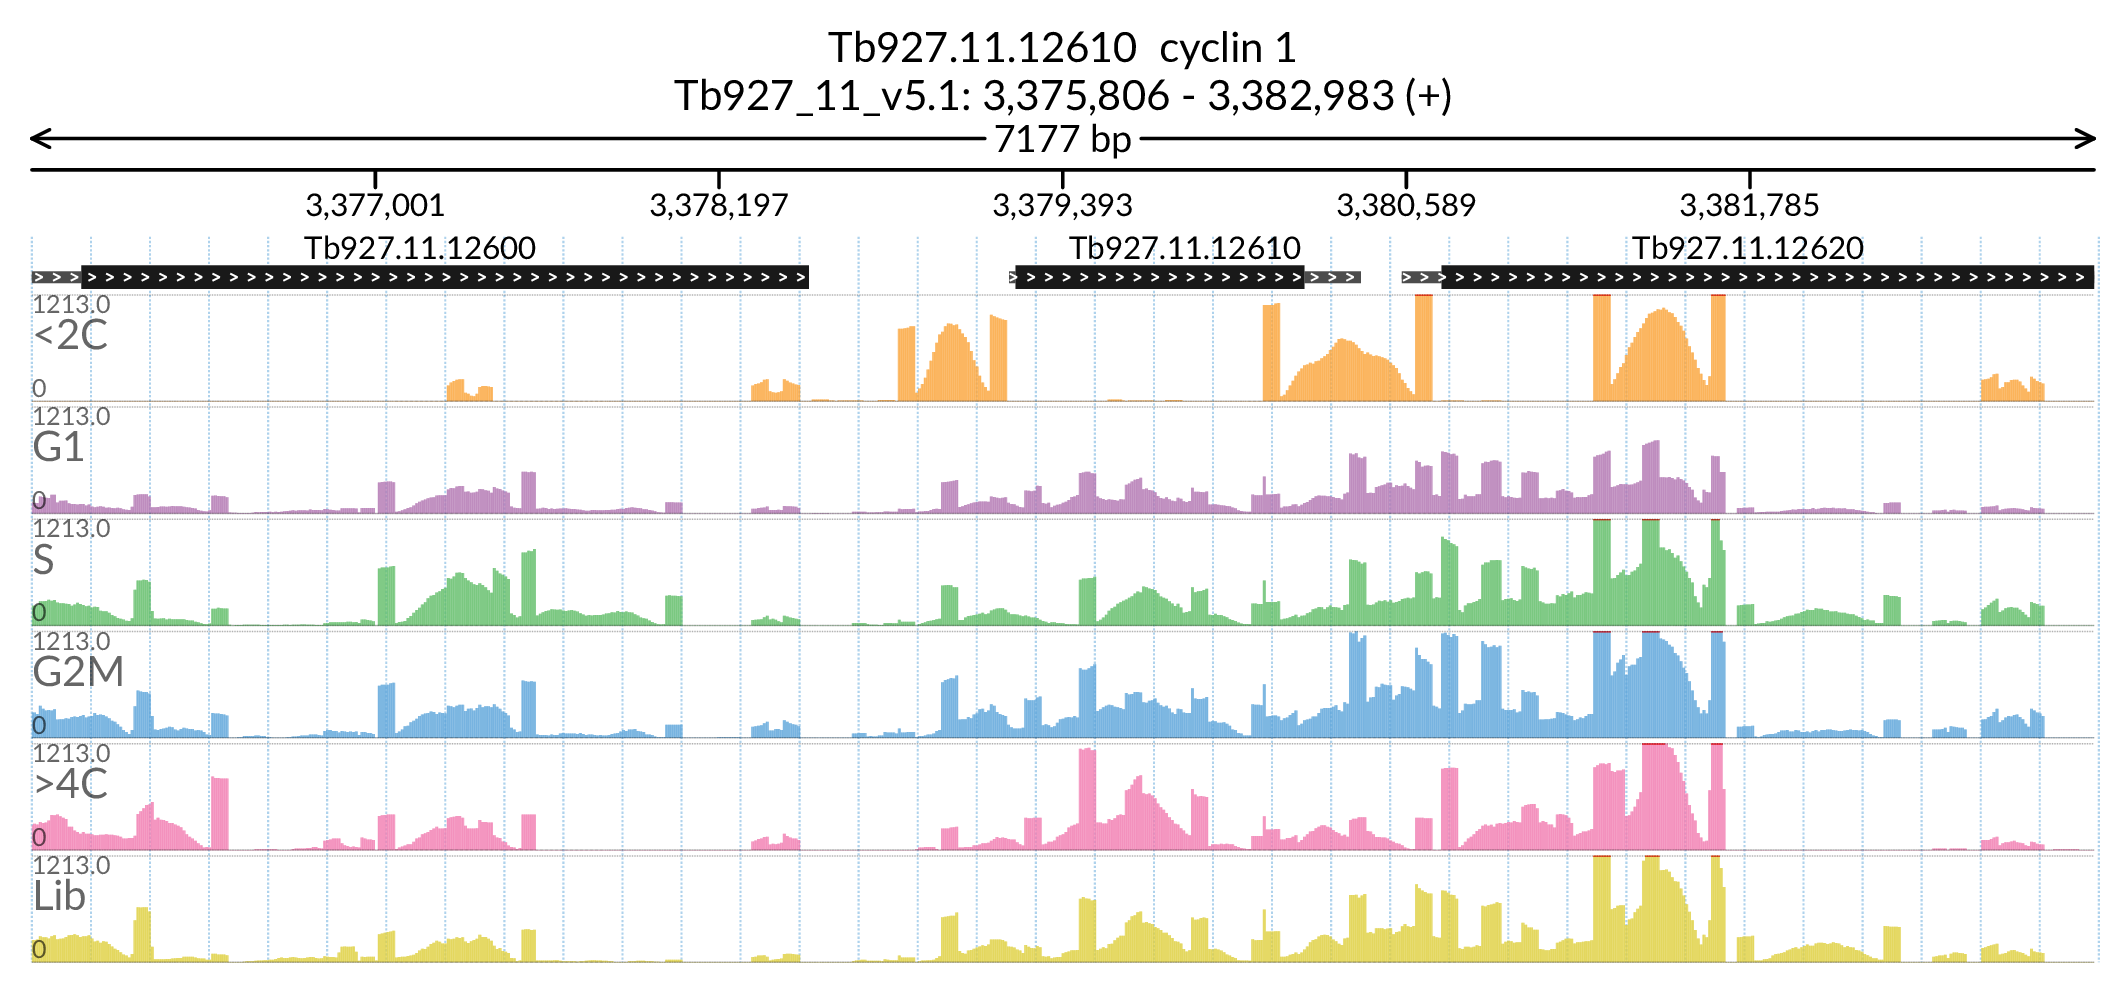 Tb927.11.12610 cyclin 1
Tb927_11_v5.1: 3,375,806 - 3,382,983 (+)
7177 bp
3,377,001 3,378,197 3,379,393 3,380,589 3,381,785
Tb927.11.12600 Tb927.11.12610 Tb927.11.12620
1213.0
<2C
0
1213.0
G1
0
1213.0
S
0
1213.0
G2M
0
1213.0
>4C
0
1213.0
Lib
0